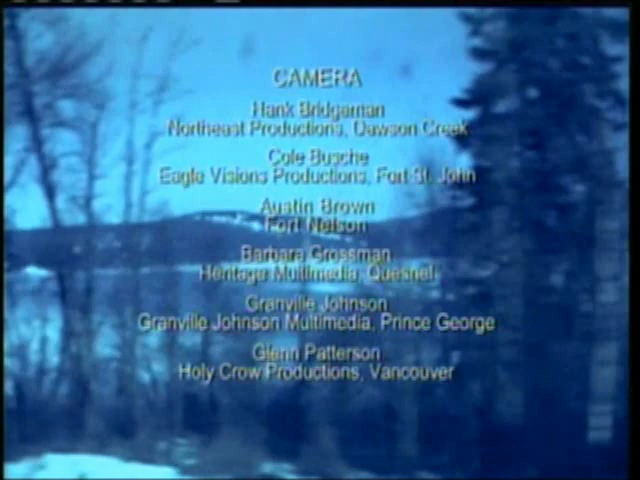 CAMERA
Hank Bridgeman
Northeast Productions, Dawson Creek
Cole Busche
Eagle Visions Productions, Fort St. John
Austin Brown
Fort Nelson
Barbara Grossman
Heritage Multimedia, Quesnel
Granville Johnson
Granville Johnson Multimedia, Prince George
Glenn Patterson
Holy Crow Productions, Vancouver